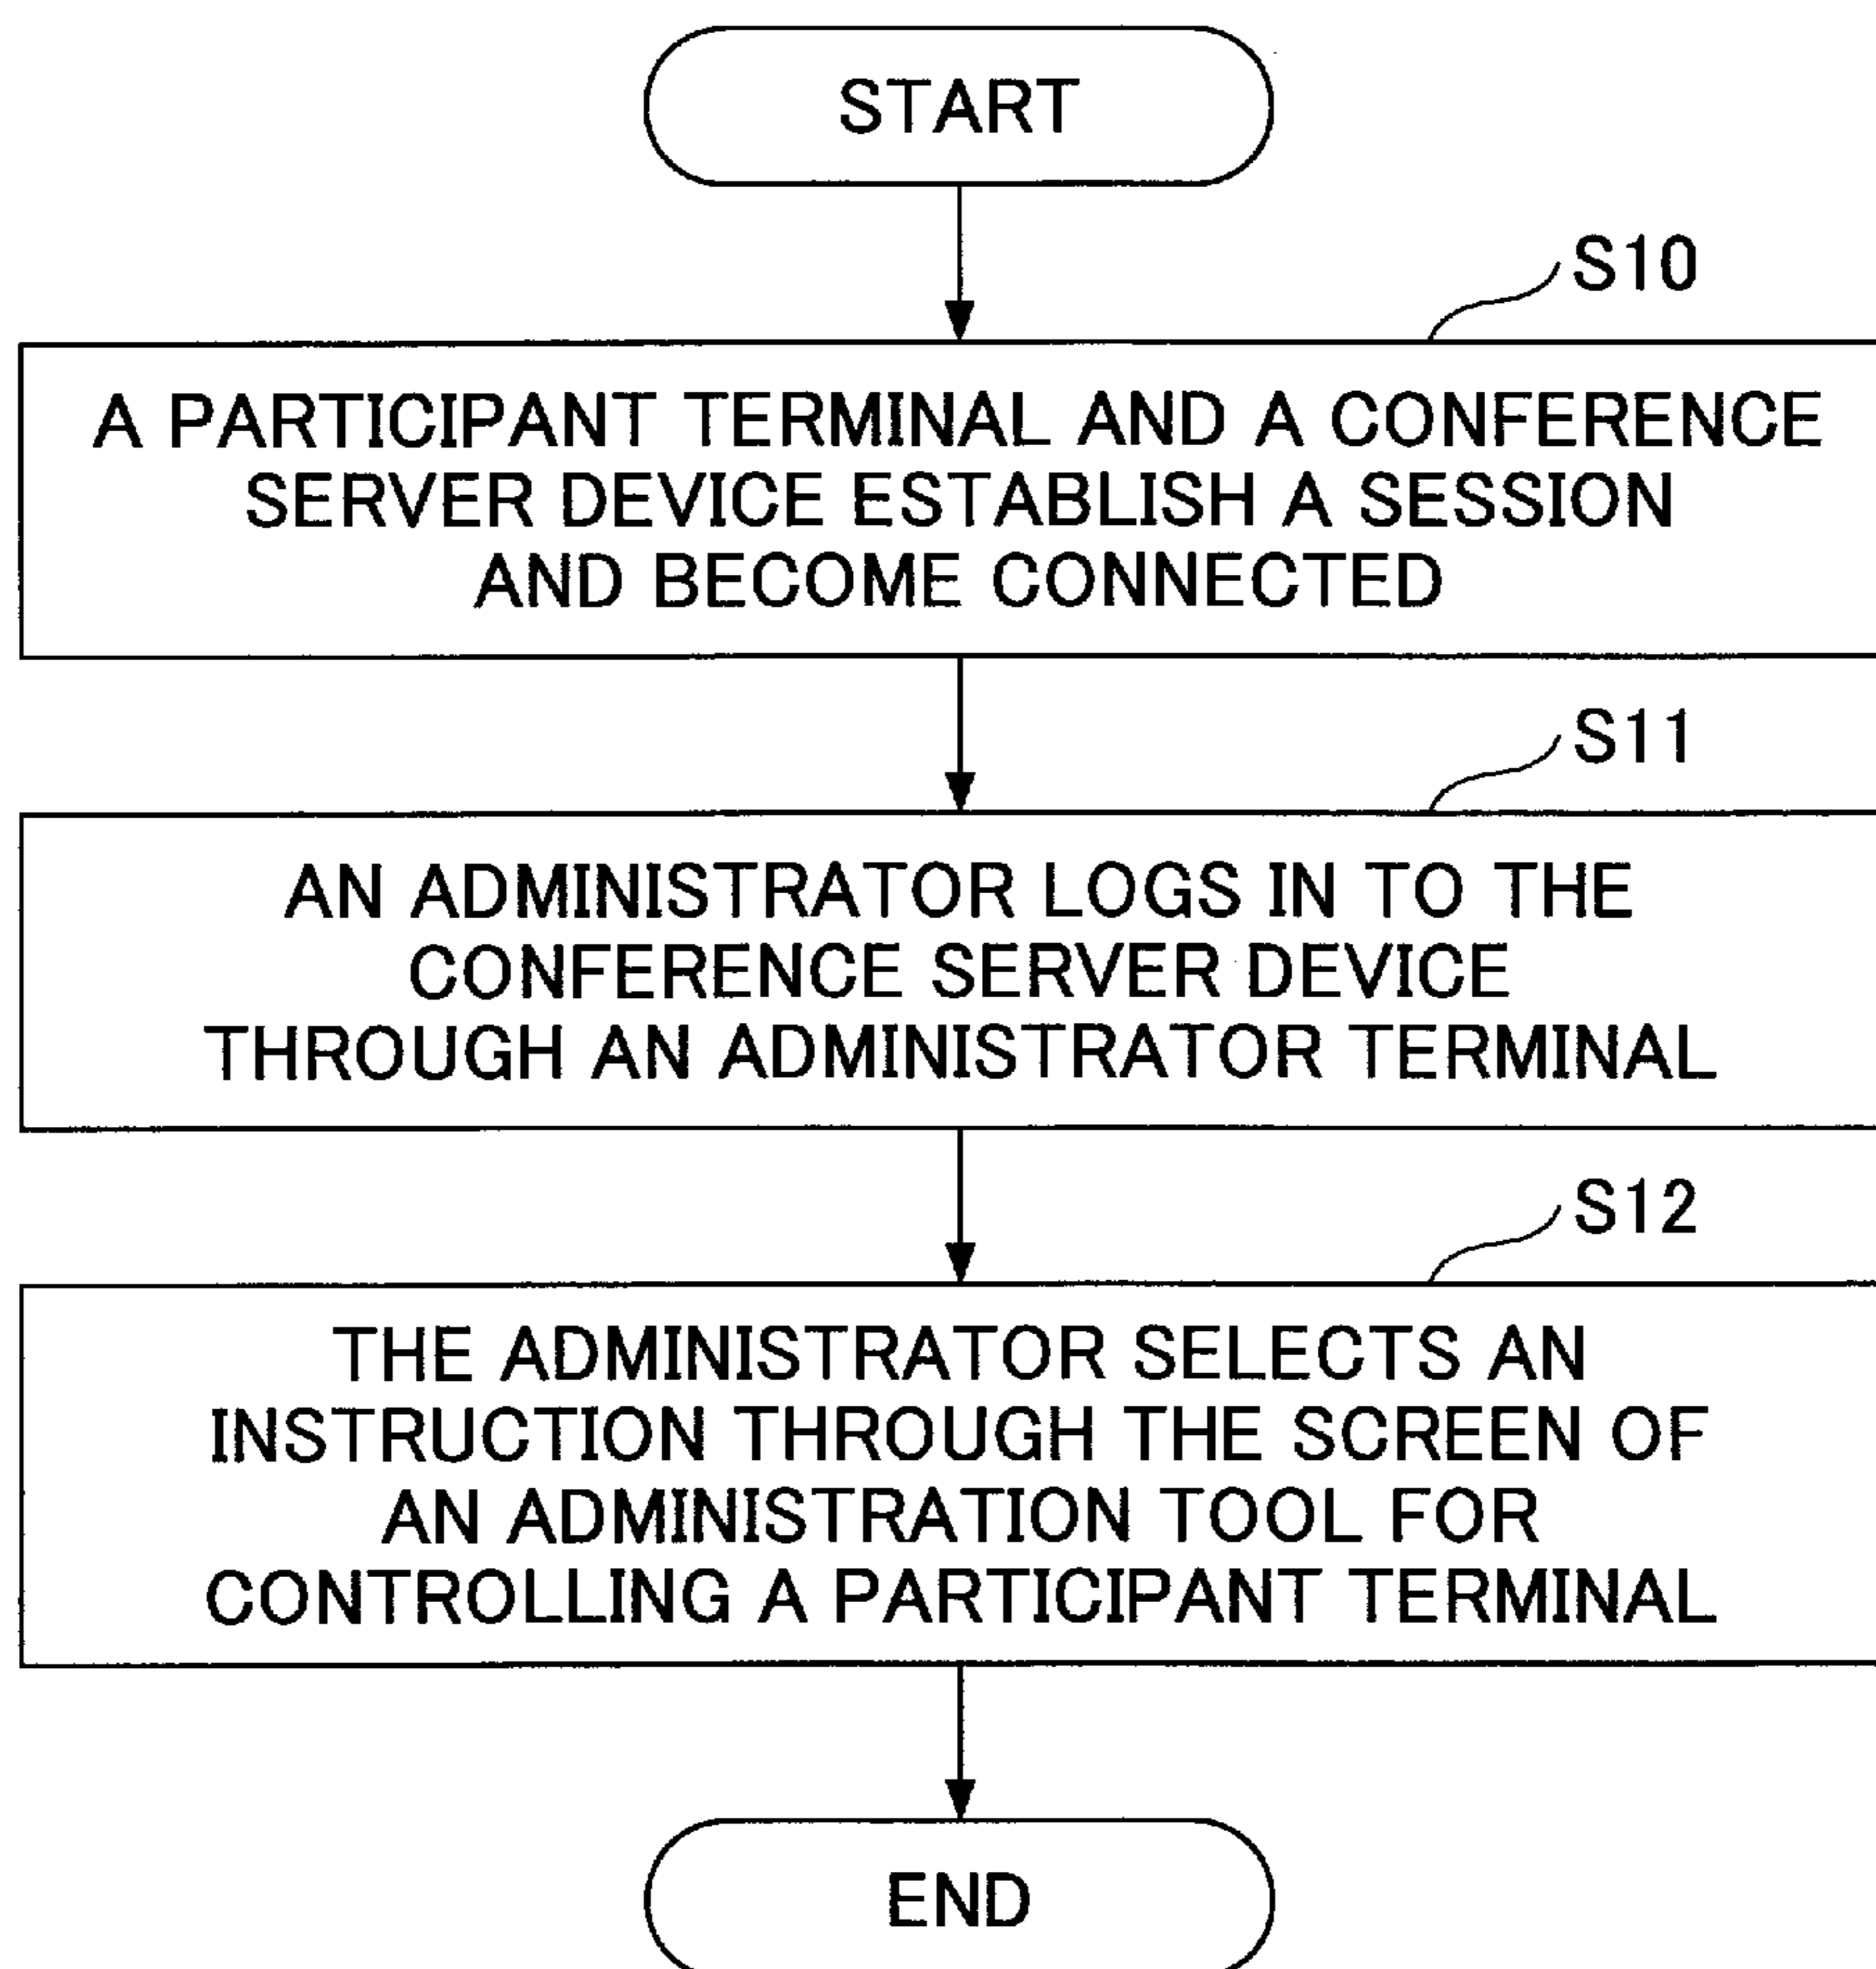 START
S10
A PARTICIPANT TERMINAL AND A CONFERENCE
SERVER DEVICE ESTABLISH A SESSION
AND BECOME CONNECTED
S11
AN ADMINISTRATOR LOGS IN TO THE
CONFERENCE SERVER DEVICE
THROUGH AN ADMINISTRATOR TERMINAL
S12
THE ADMINISTRATOR SELECTS AN
INSTRUCTION THROUGH THE SCREEN OF
AN ADMINISTRATION TOOL FOR
CONTROLLING A PARTICIPANT TERMINAL
END